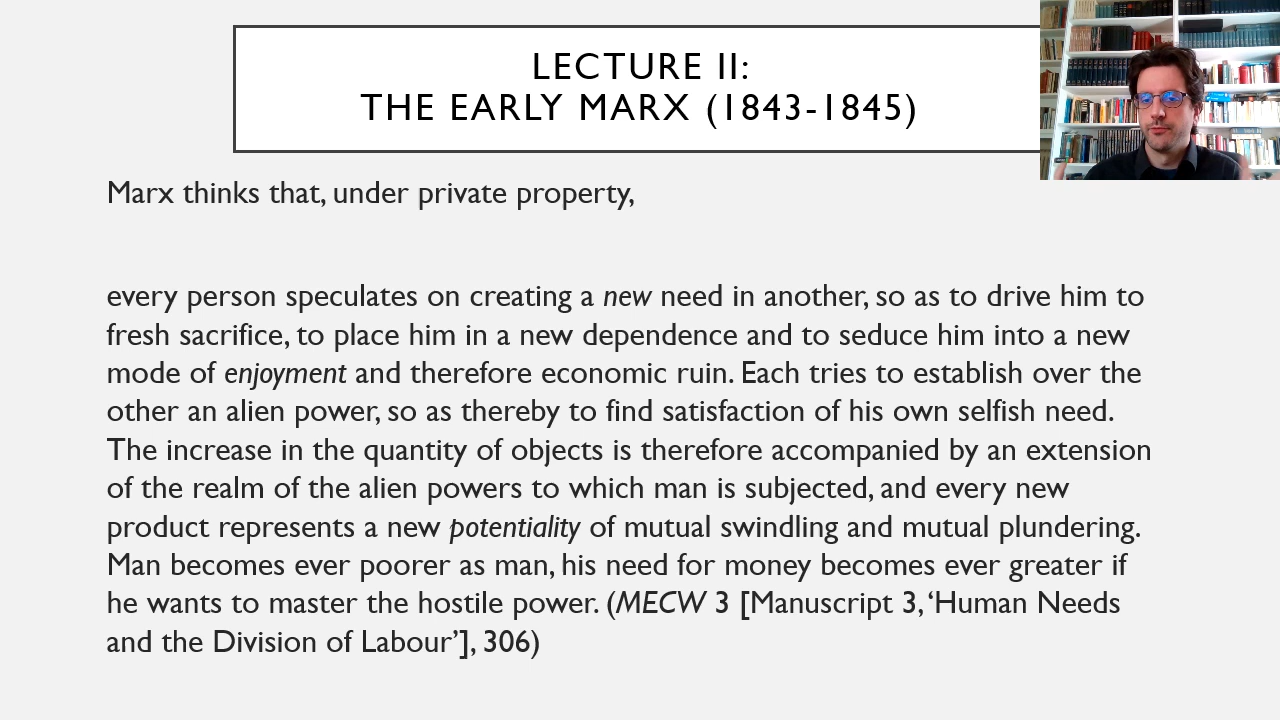 LECTURE II:
THE EARLY MARX (1843-1845)
Marx thinks that, under private property,
every person speculates on creating a new need in another, so as to drive him to
fresh sacrifice, to place him in a new dependence and to seduce him into a new
mode of enjoyment and therefore economic ruin. Each tries to establish over the
other an alien power, so as thereby to find satisfaction of his own selfish need.
The increase in the quantity of objects is therefore accompanied by an extension
of the realm of the alien powers to which man is subjected, and every new
product represents a new potentiality of mutual swindling and mutual plundering.
Man becomes ever poorer as man, his need for money becomes ever greater if
he wants to master the hostile power. (MECW 3 [Manuscript 3, ‘Human Needs
and the Division of Labour’], 306)